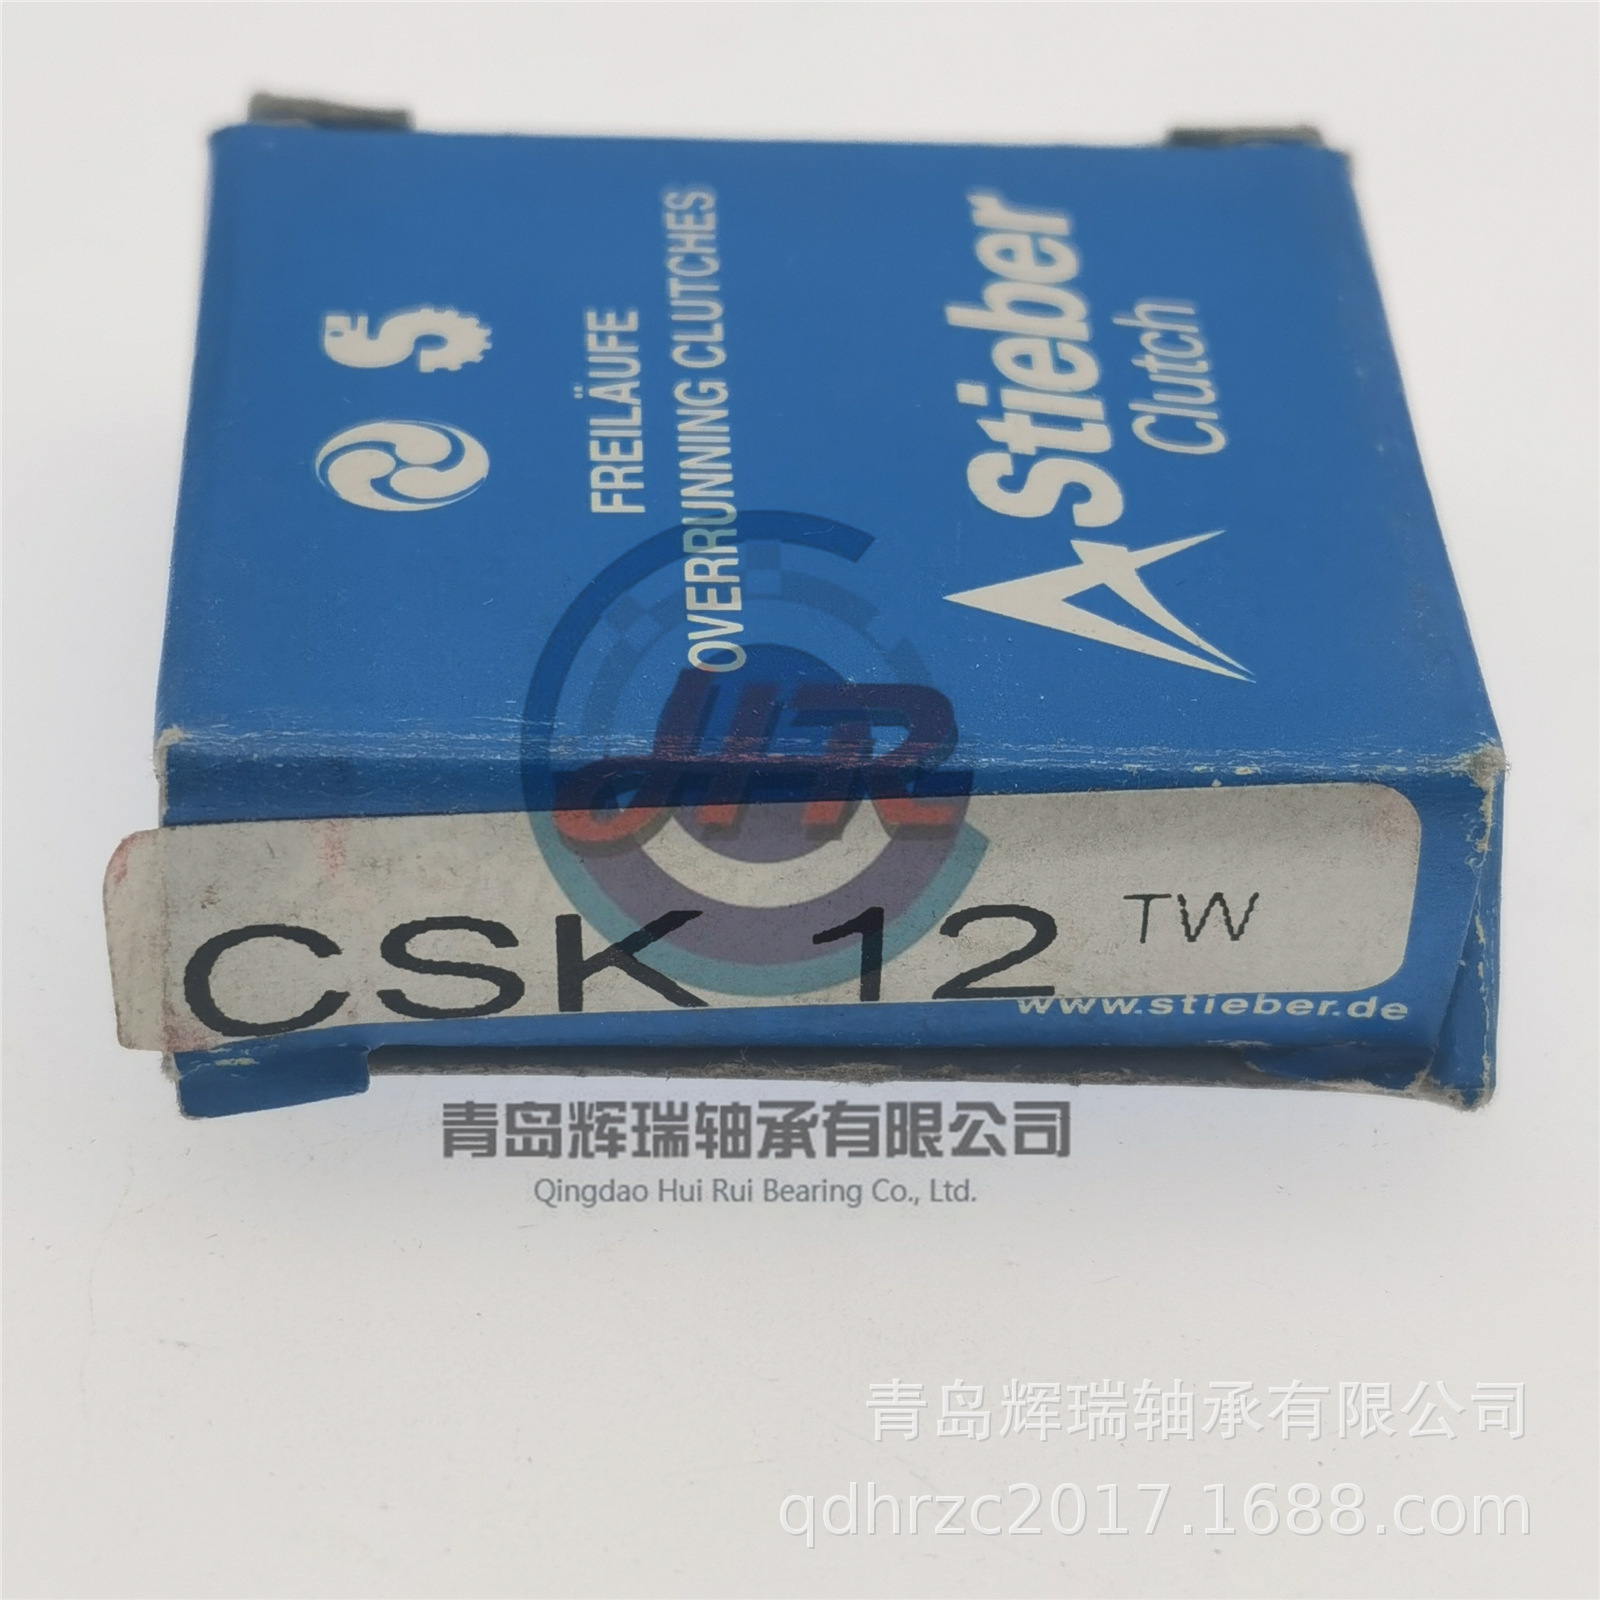 FREILÄUFE
OVERRUNNING CLUTCHES
Stieber
Clutch
HR
CSK 12 TW
www.stieber.de
青岛辉瑞轴承有限公司
Qingdao Hui Rui Bearing Co., Ltd.
青岛辉瑞轴承有限公司
qdhrzc2017.1688.com